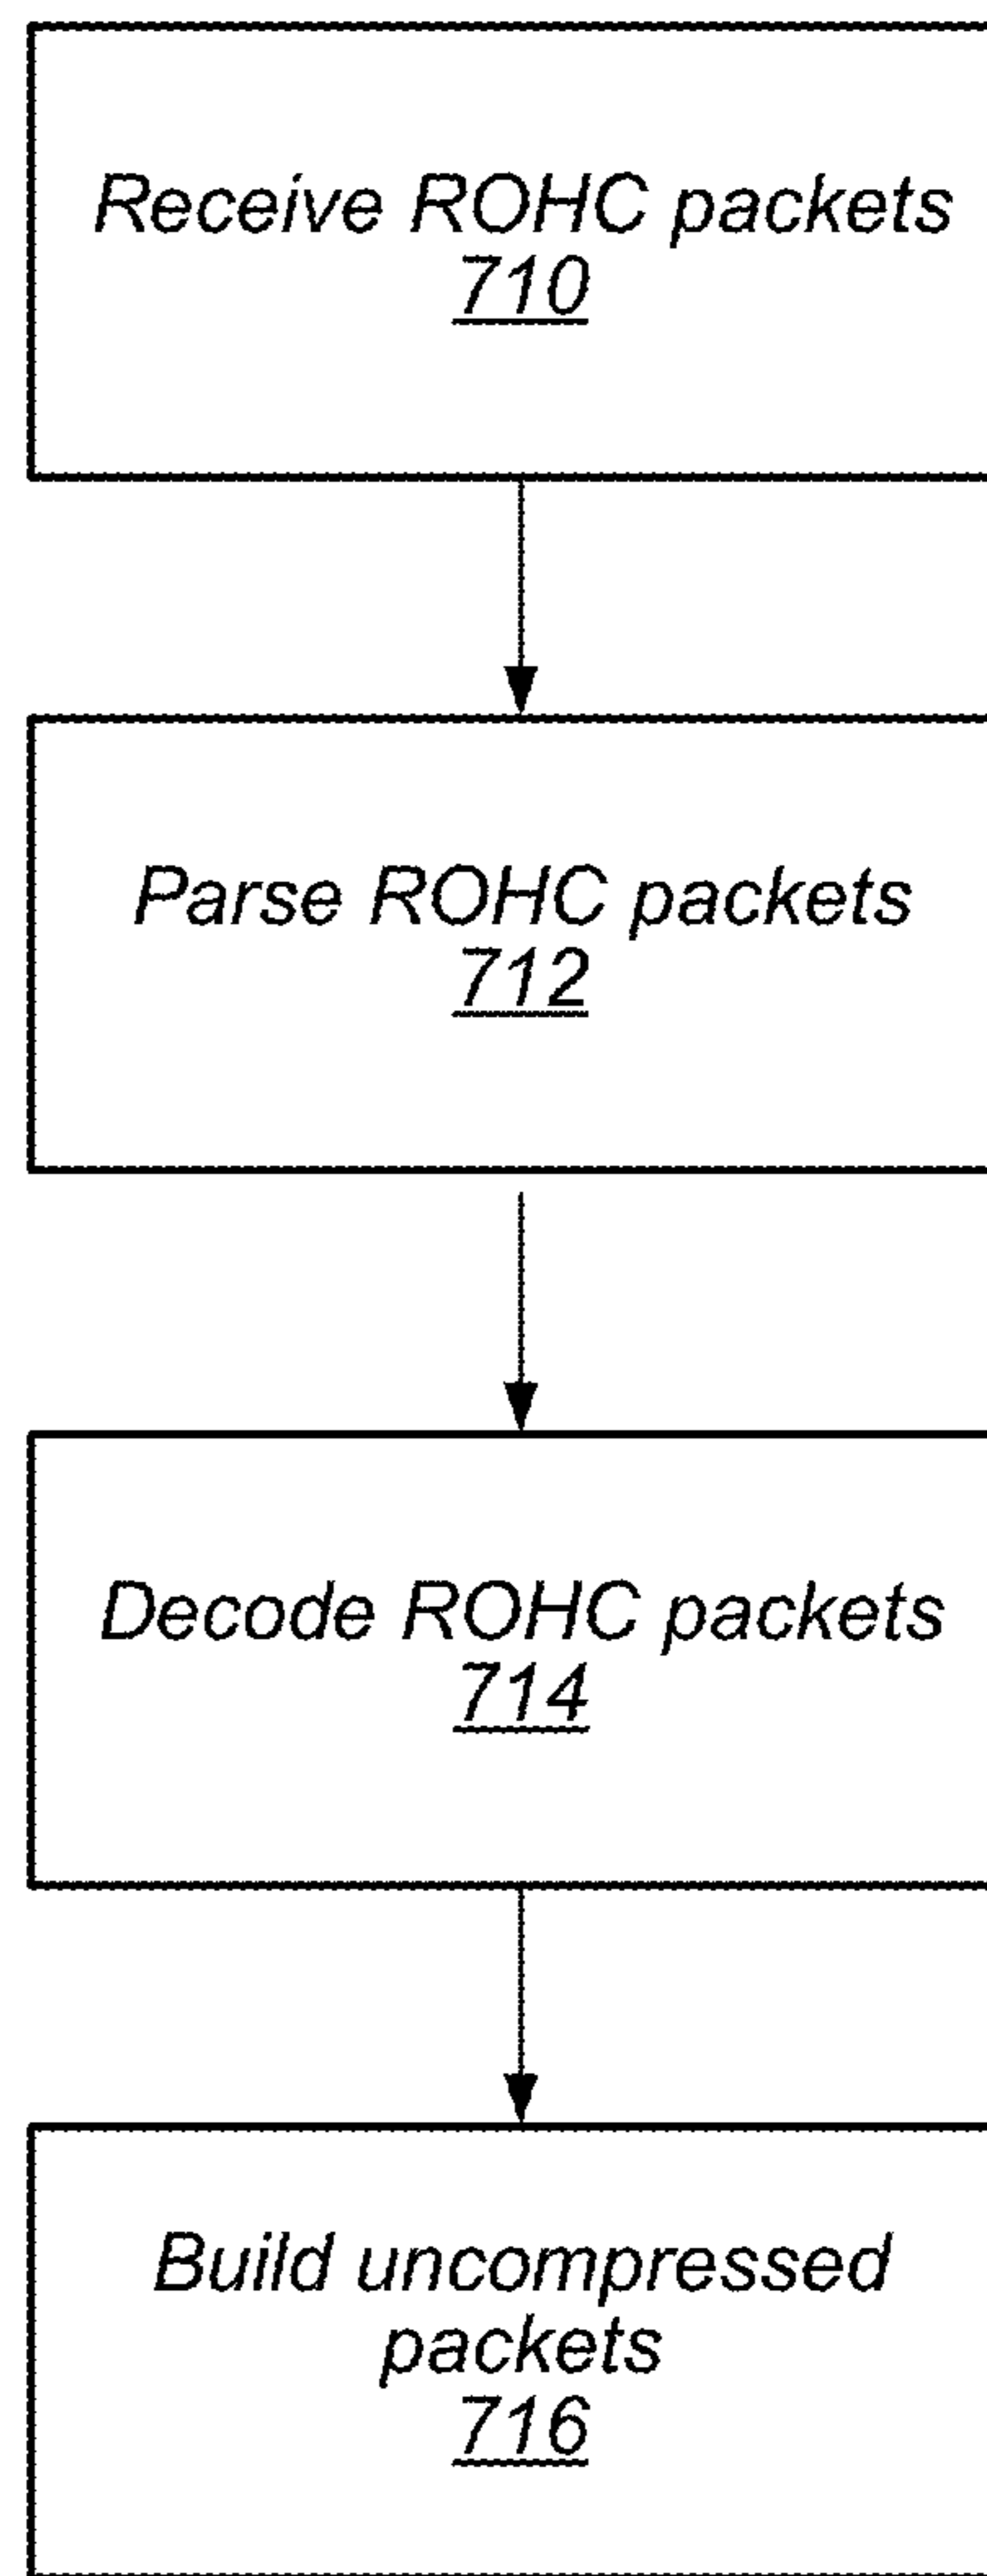 Receive ROHC packets
710
Parse ROHC packets
712
Decode ROHC packets
714
Build uncompressed
packets
716